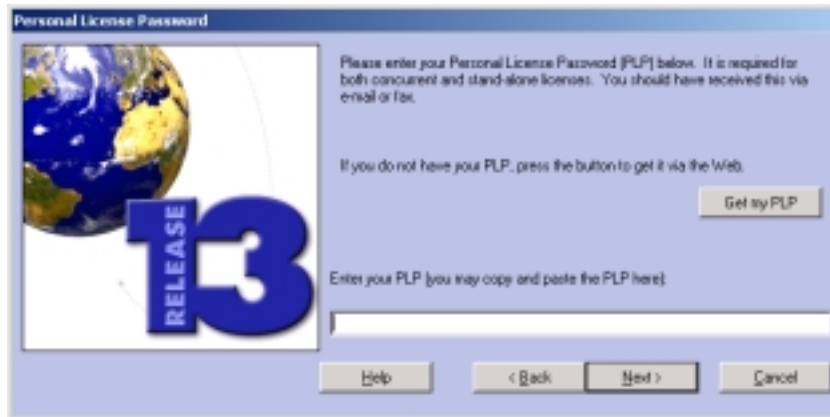 Personal License Password
Please enter your Personal License Password (PLP) below. It is required for
both concurrent and stand-alone licenses. You should have received this via
e-mail or fax.
If you do not have your PLP, press the button to get it via the Web.
Get my PLP
RELEASE
13
Enter your PLP (you may copy and paste the PLP here):
Help
< Back
Next >
Cancel